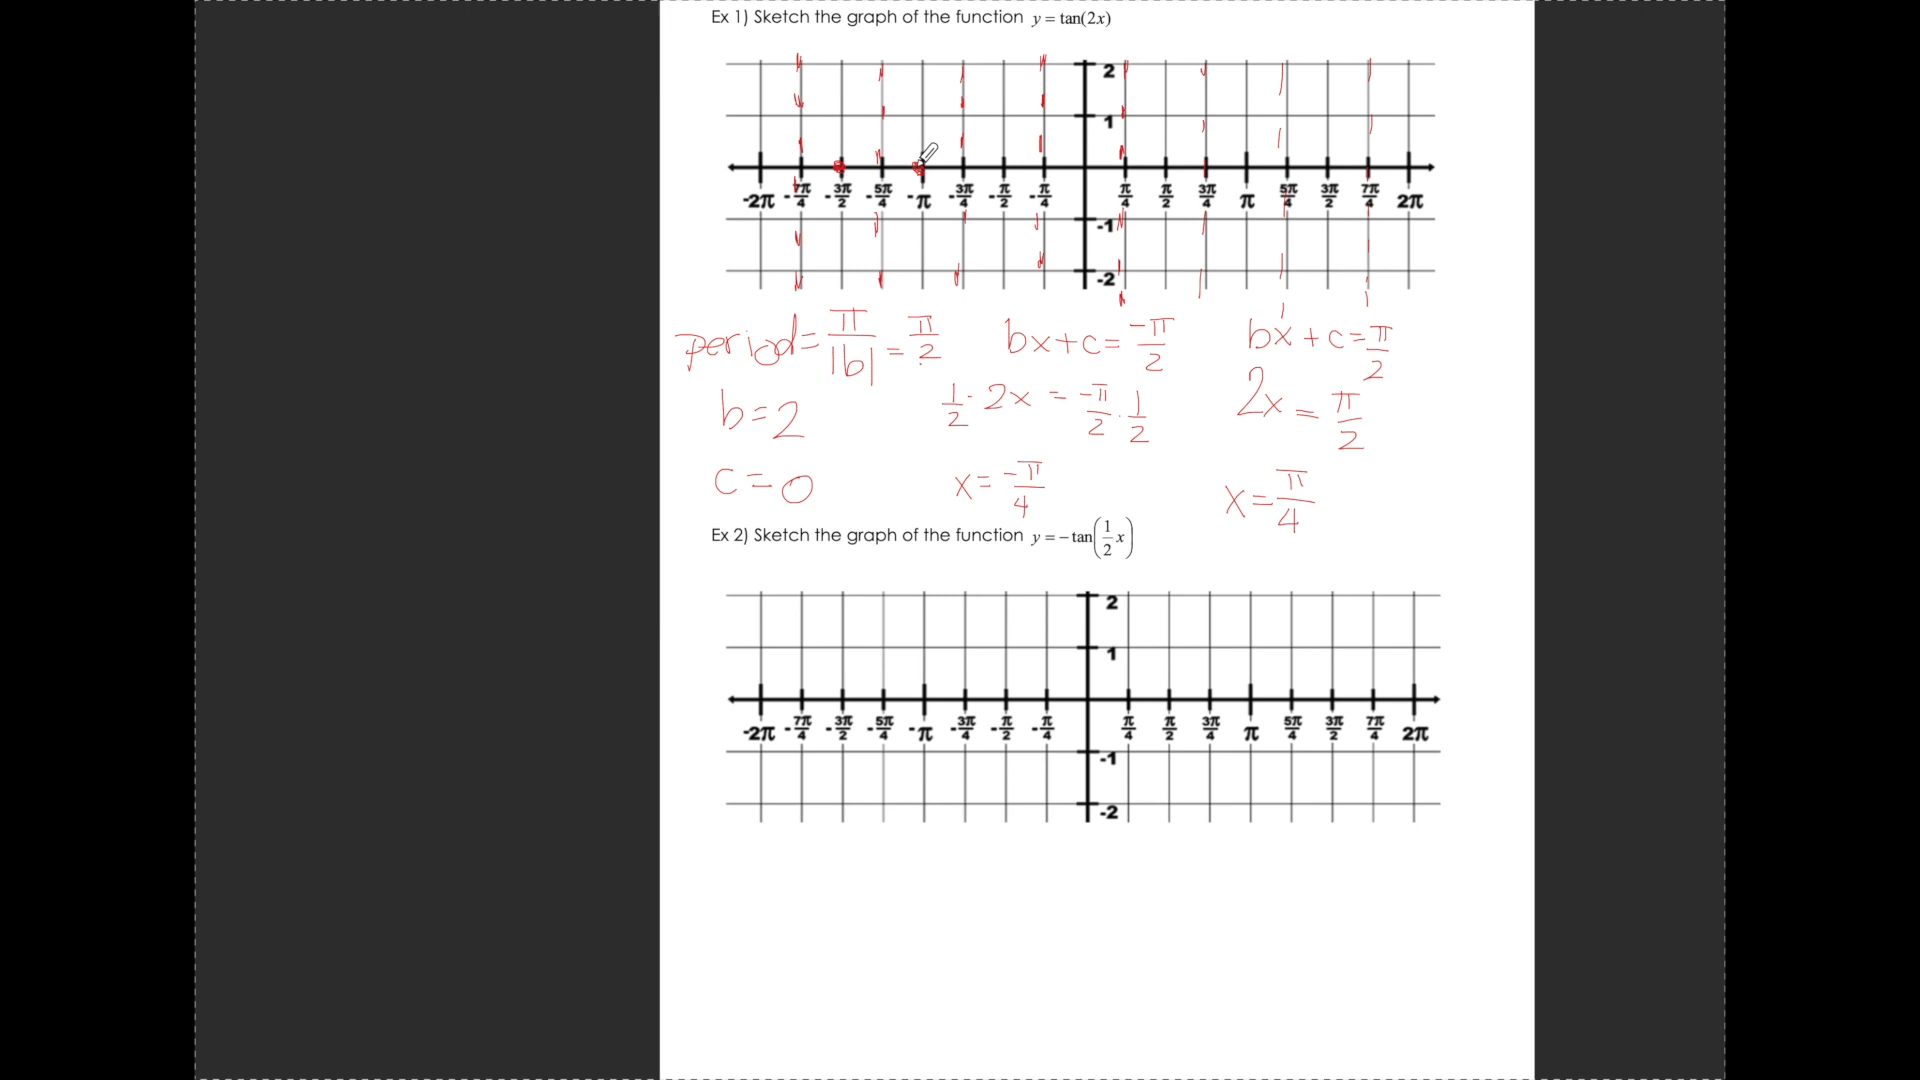 Ex 1) Sketch the graph of the function y = tan(2x)
2
1
-2π -7π/4 -3π/2 -5π/4 -π -3π/4 -π/2 -π/4 π/4 π/2 3π/4 π 5π/4 3π/2 7π/4 2π
-1
-2
period = π/|b| = π/2 bx+c = -π/2 bx+c = π/2
b = 2 1/2 · 2x = -π/2 · 1/2 2x = π/2
c = 0 x = -π/4 x = π/4
Ex 2) Sketch the graph of the function y = -tan(1/2 x)
2
1
-2π -7π/4 -3π/2 -5π/4 -π -3π/4 -π/2 -π/4 π/4 π/2 3π/4 π 5π/4 3π/2 7π/4 2π
-1
-2